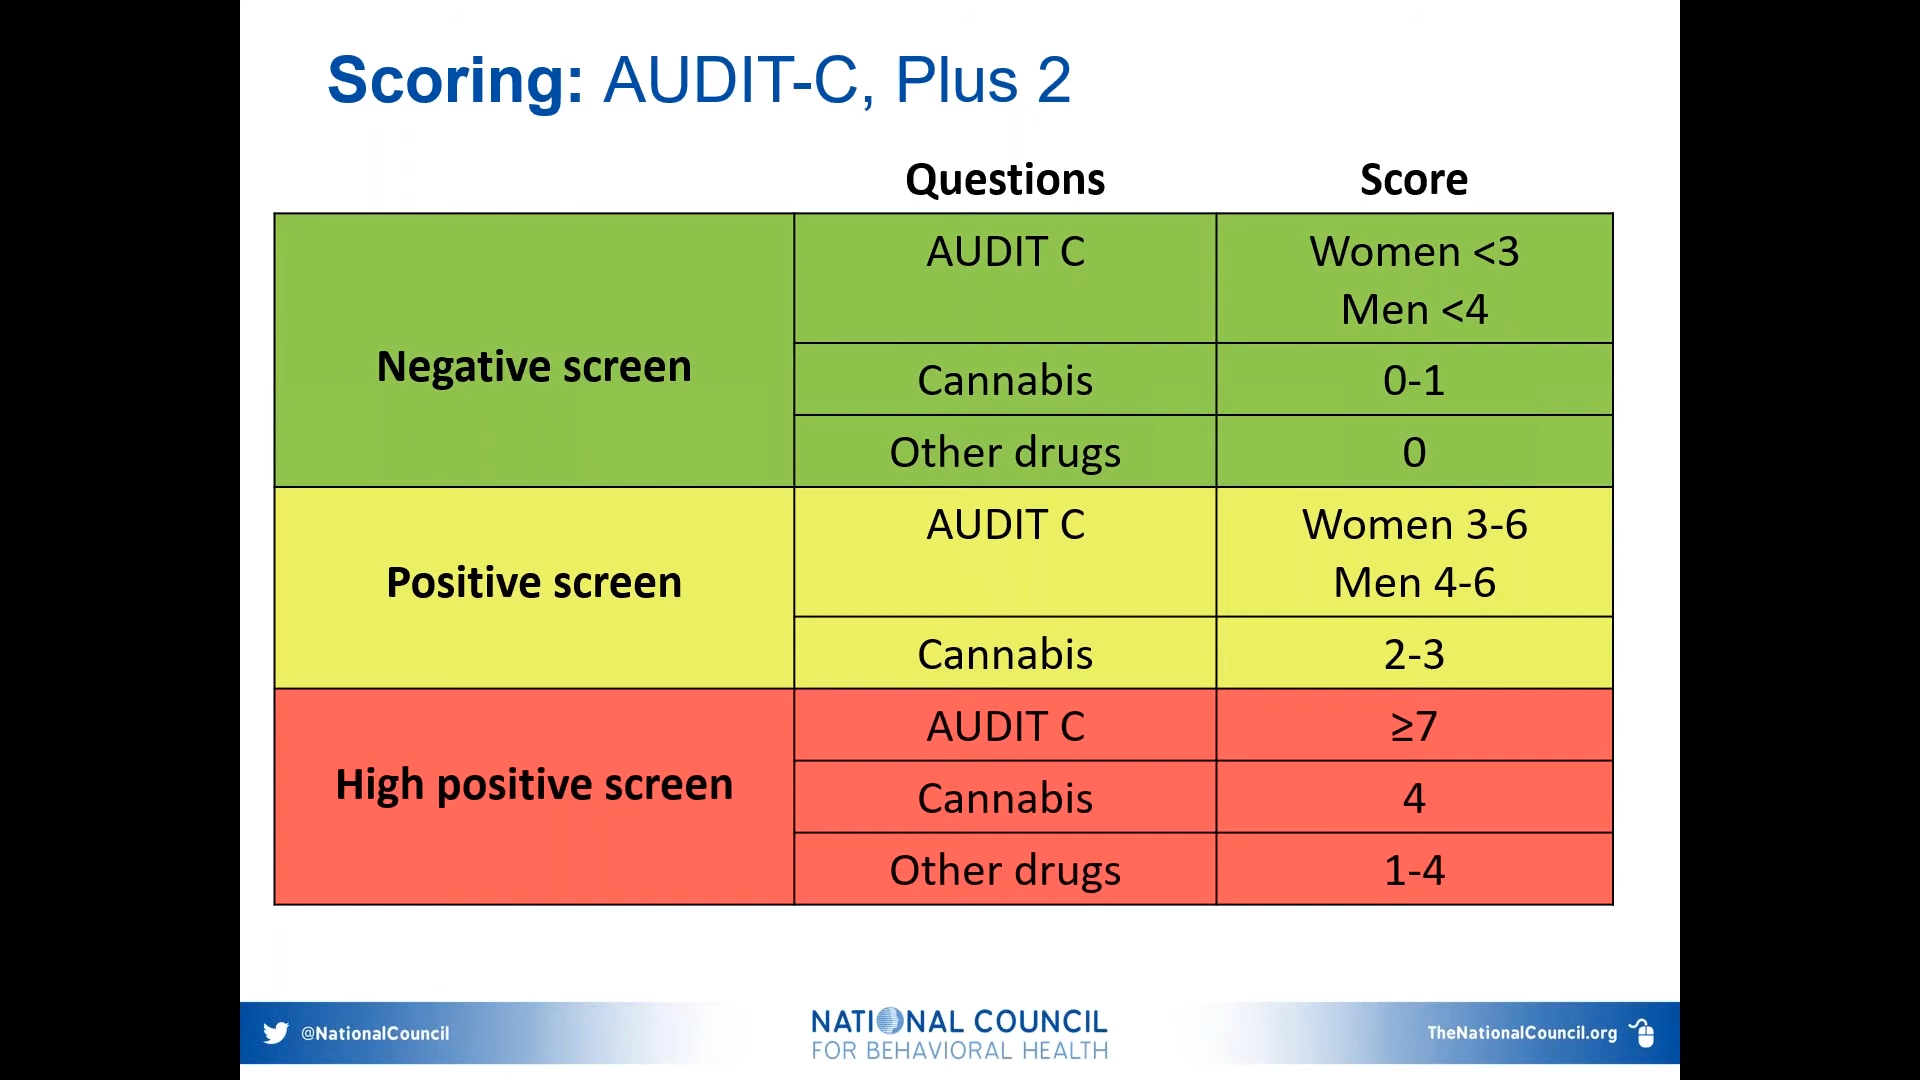 Scoring: AUDIT-C, Plus 2
Questions Score
Negative screen
AUDIT C
Women <3
Men <4
Cannabis 0-1
Other drugs 0
Positive screen
AUDIT C
Women 3-6
Men 4-6
Cannabis 2-3
High positive screen
AUDIT C ≥7
Cannabis 4
Other drugs 1-4
@NationalCouncil
NATIONAL COUNCIL
FOR BEHAVIORAL HEALTH
TheNationalCouncil.org